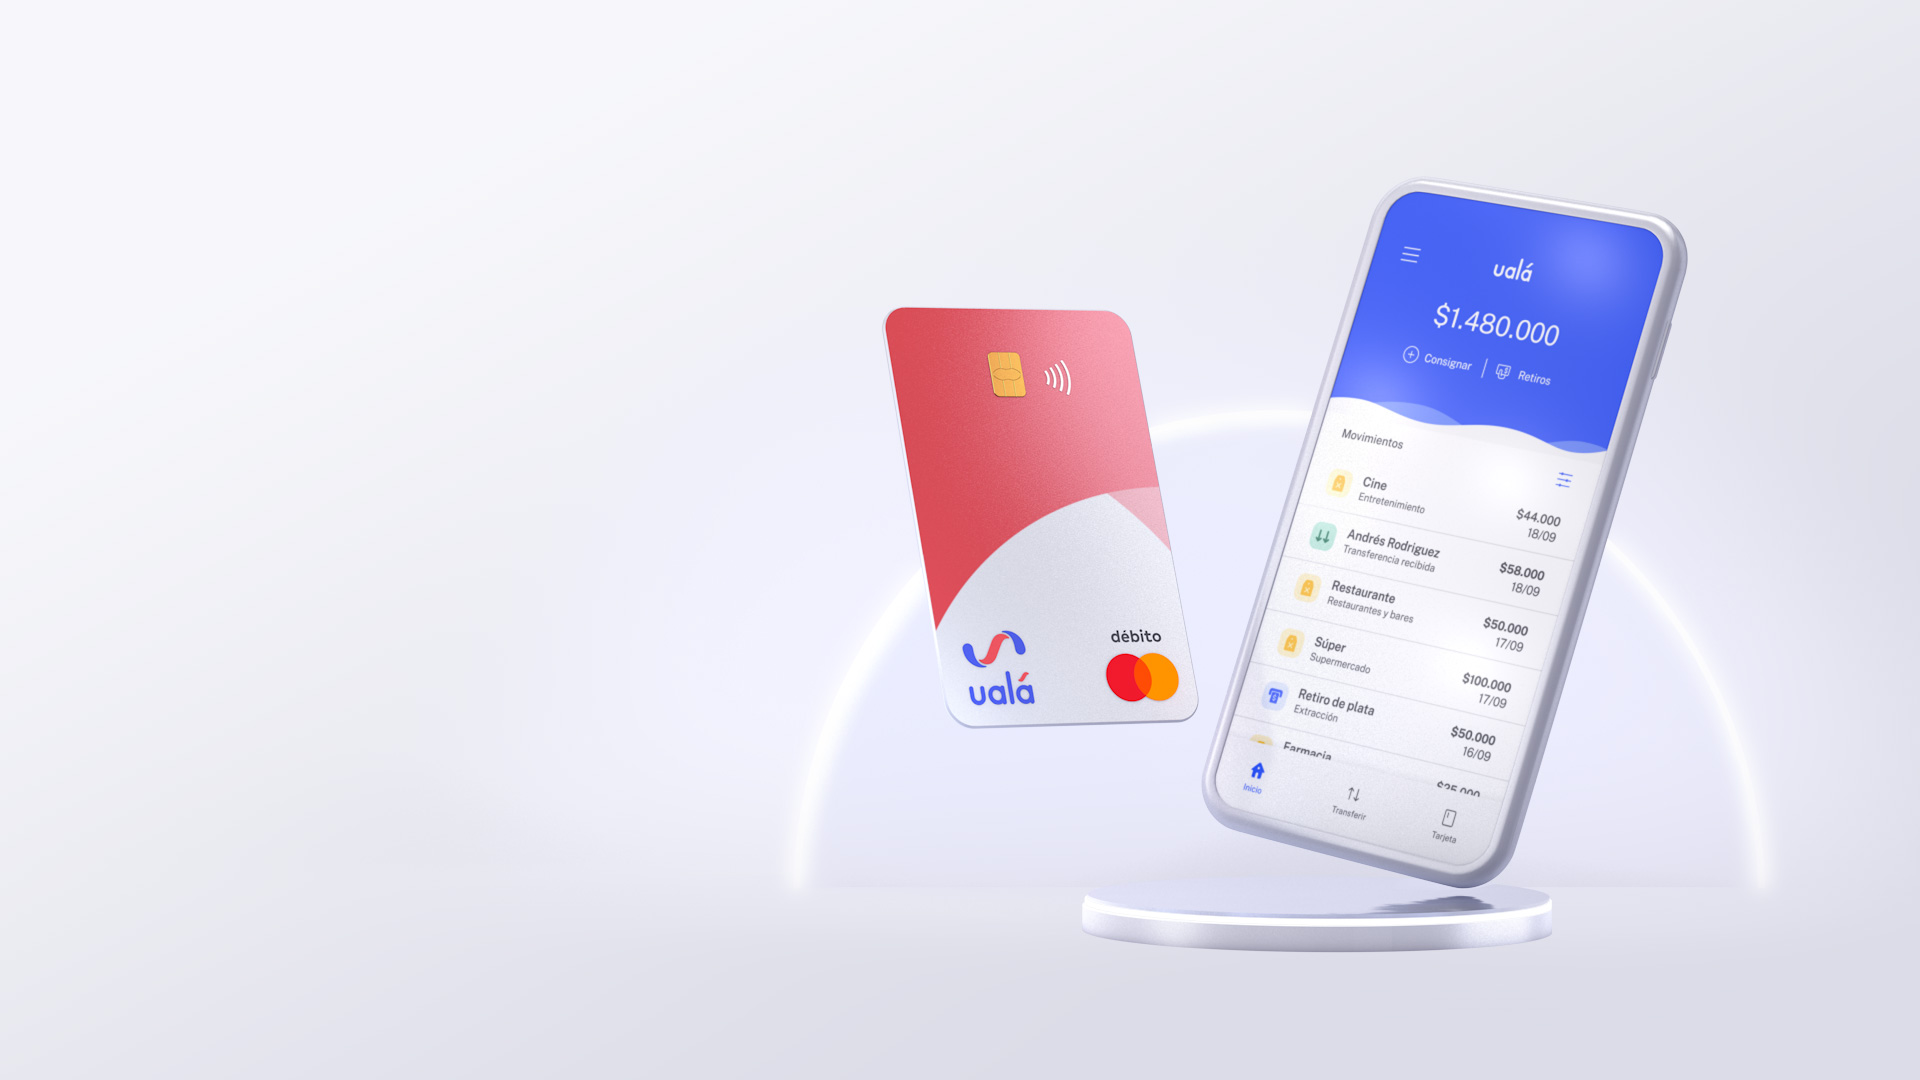 ualá
débito
ualá
$1.480.000
Consignar
Retiros
Movimientos
Cine
Entretenimiento
$44.000
18/09
Andrés Rodriguez
Transferencia recibida
$58.000
18/09
Restaurante
Restaurantes y bares
$50.000
17/09
Súper
Supermercado
$100.000
17/09
Retiro de plata
Extracción
$50.000
16/09
Farmacia
$25.000
Inicio
Transferir
Tarjeta